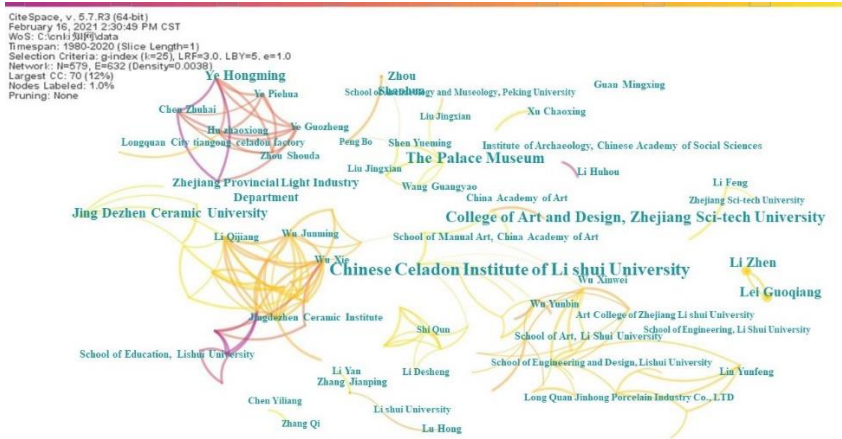 CiteSpace, v. 5.7.R3 (64-bit)
February 16, 2021 2:30:49 PM CST
WoS: C:\cnki知网\data
Timespan: 1980-2020 (Slice Length=1)
Selection Criteria: g-index (k=25), LRF=3.0, LBY=5, e=1.0
Network: N=579, E=632 (Density=0.0038)
Largest CC: 70 (12%)
Nodes Labeled: 1.0%
Pruning: None
Ye Hongming
Zhou
Guan Mingxing
Ye Piehua
School of Archaeology and Museology, Peking University
Chen Zhuhai
Liu Jingxian
Xu Chaoxing
Hu zhaoxiong
Ye Guozheng
Longquan City tiangong celadon factory
Peng Bo
Shen Yueming
Institute of Archaeology, Chinese Academy of Social Sciences
Zhou Shouda
The Palace Museum
Liu Jingxian
Li Huhou
Zhejiang Provincial Light Industry
Department
Wang Guangyao
Li Feng
China Academy of Art
Zhejiang Sci-tech University
Jing Dezhen Ceramic University
College of Art and Design, Zhejiang Sci-tech University
Li Qijiang
Wu Junming
School of Manual Art, China Academy of Art
Wu Xie
Chinese Celadon Institute of Li shui University
Li Zhen
Wu Xinwei
Lei Guoqiang
Wu Yunbin
Art College of Zhejiang Li shui University
Jingdezhen Ceramic Institute
Shi Qun
School of Art, Li Shui University
School of Engineering, Li Shui University
School of Education, Lishui University
School of Engineering and Design, Lishui University
Li Yan
Li Desheng
Lin Yunfeng
Zhang Jianping
Chen Yiliang
Long Quan Jinhong Porcelain Industry Co., LTD
Li shui University
Zhang Qi
Lu Hong